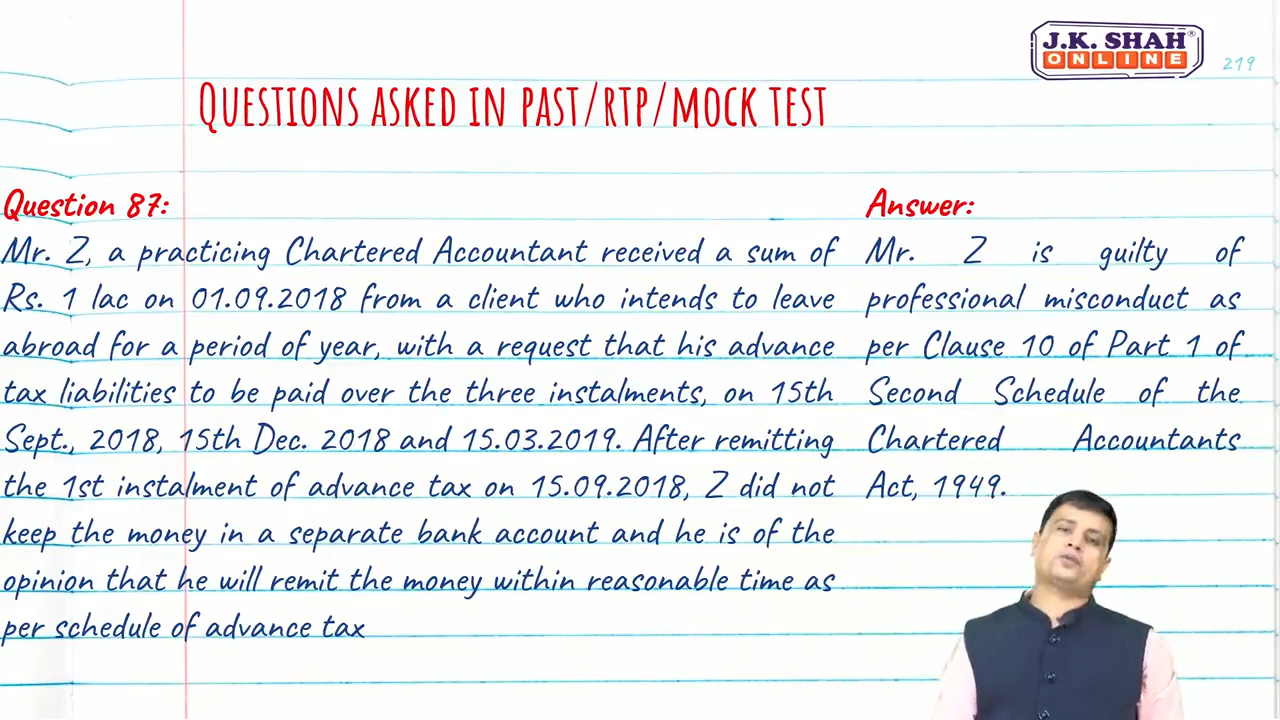 J.K. SHAH®
ONLINE
219
QUESTIONS ASKED IN PAST/RTP/MOCK TEST
Question 87:
Mr. Z, a practicing Chartered Accountant received a sum of
Rs. 1 lac on 01.09.2018 from a client who intends to leave
abroad for a period of year, with a request that his advance
tax liabilities to be paid over the three instalments, on 15th
Sept., 2018, 15th Dec. 2018 and 15.03.2019. After remitting
the 1st instalment of advance tax on 15.09.2018, Z did not
keep the money in a separate bank account and he is of the
opinion that he will remit the money within reasonable time as
per schedule of advance tax
Answer:
Mr. Z is guilty of
professional misconduct as
per Clause 10 of Part 1 of
Second Schedule of the
Chartered Accountants
Act, 1949.